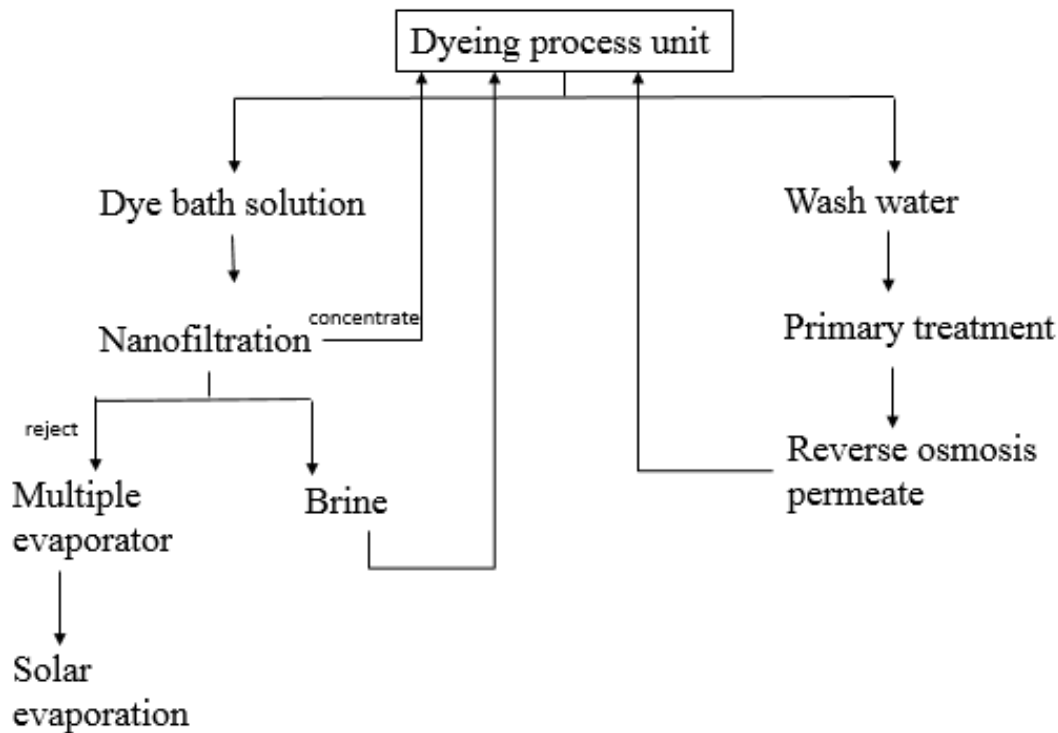 Dyeing process unit
Dye bath solution
Wash water
Nanofiltration
concentrate
Primary treatment
reject
Multiple
evaporator
Brine
Reverse osmosis
permeate
Solar
evaporation